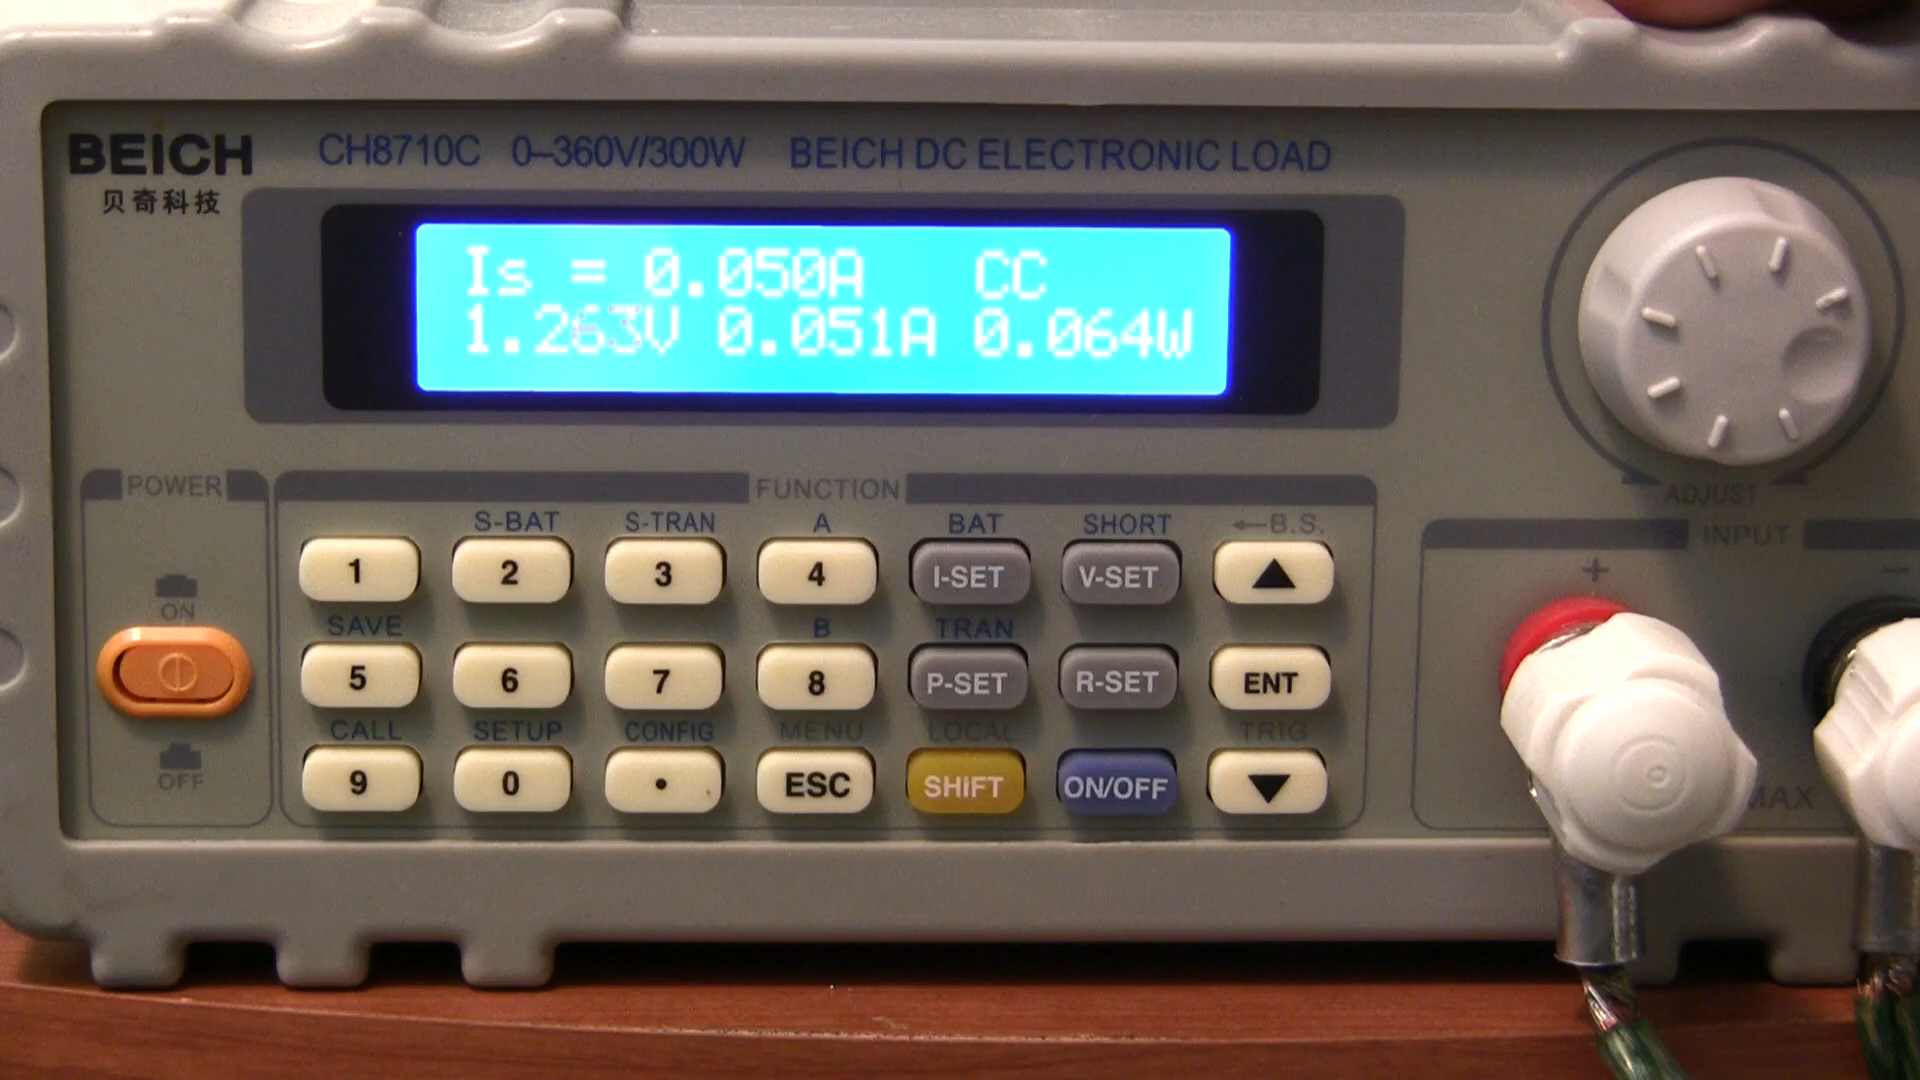 BEICH
贝奇科技
CH8710C 0–360V/300W BEICH DC ELECTRONIC LOAD
Is = 0.050A CC
1.263V 0.051A 0.064W
POWER
ON
OFF
FUNCTION
S-BAT S-TRAN A BAT SHORT ←B.S.
1 2 3 4 I-SET V-SET ▲
SAVE B TRAN
5 6 7 8 P-SET R-SET ENT
CALL SETUP CONFIG MENU LOCAL TRIG
9 0 • ESC SHIFT ON/OFF ▼
ADJUST
INPUT
+ −
MAX